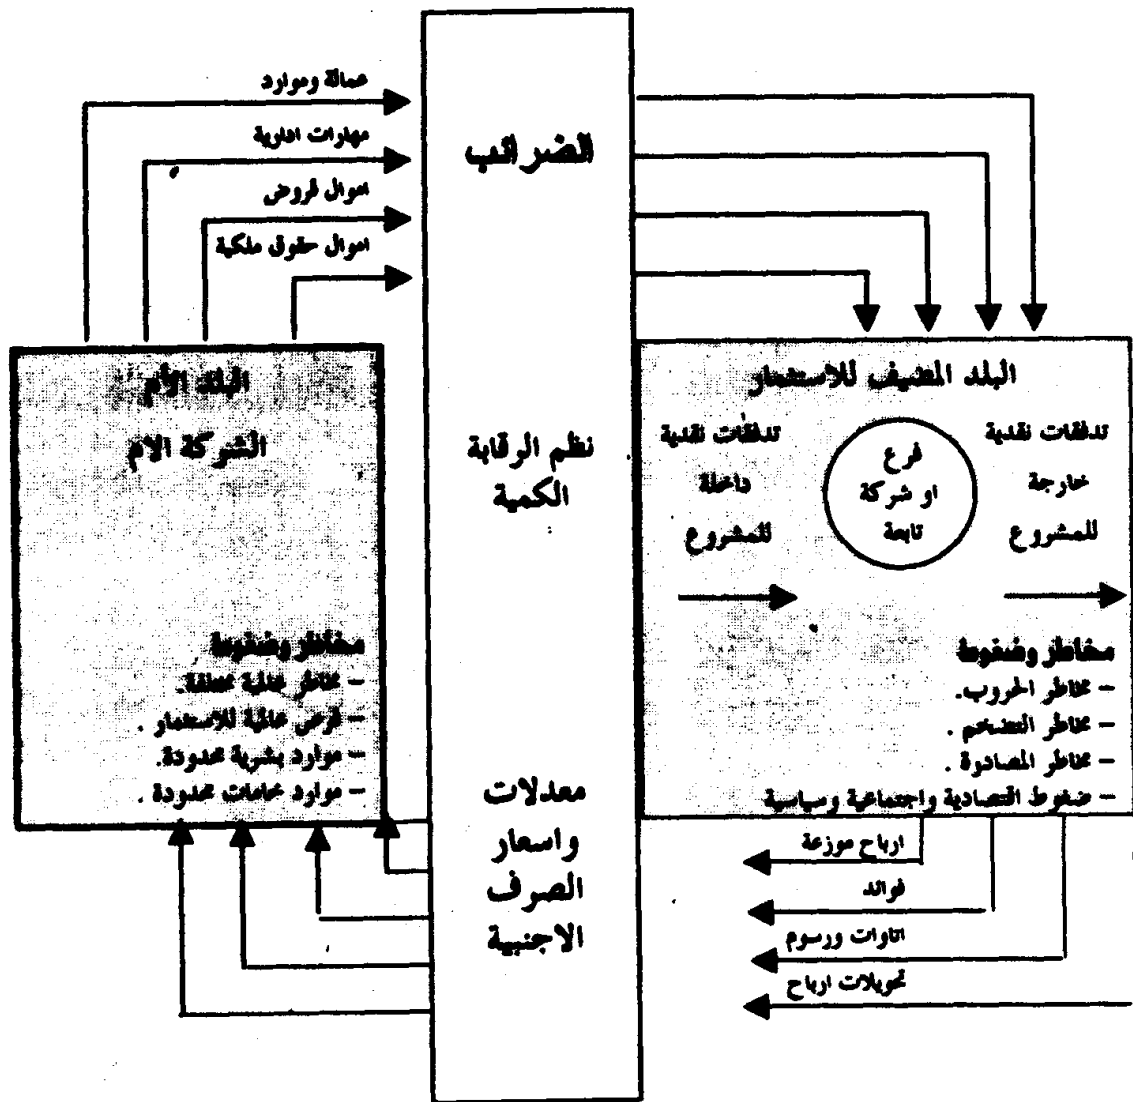 عمالة وموارد
مهارات ادارية
اموال قروض
اموال حقوق ملكية
الضرائب
نظم الرقابة
الكمية
معدلات
واسعار
الصرف
الاجنبية
البلد الأم
الشركة الام
مخاطر وضغوط
- مخاطر مختلفة.
- فرص عالية للاستثمار .
- موارد بشرية محدودة.
- موارد خامات محدودة .
البلد المضيف للاستثمار
تدفقات نقدية
خارجة
للمشروع
فرع
او شركة
تابعة
تدفقات نقدية
داخلة
للمشروع
مخاطر وضغوط
- مخاطر الحروب.
- مخاطر التضخم .
- مخاطر المصادرة .
- ضغوط اقتصادية واجتماعية وسياسية
ارباح موزعة
فوائد
اتاوات ورسوم
تحويلات ارباح